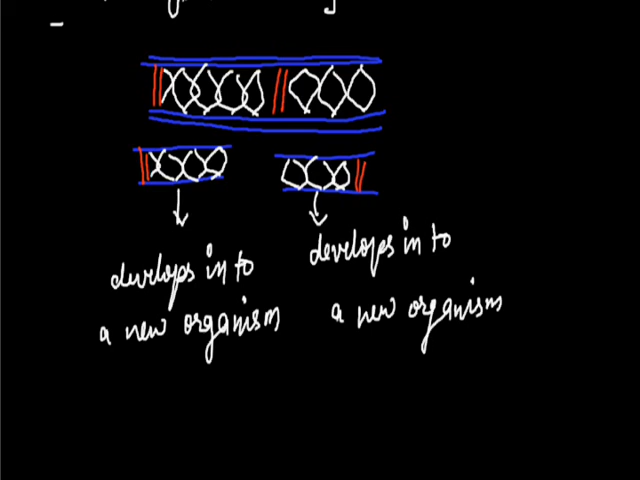 develops in to
a new organism
develops in to
a new organism